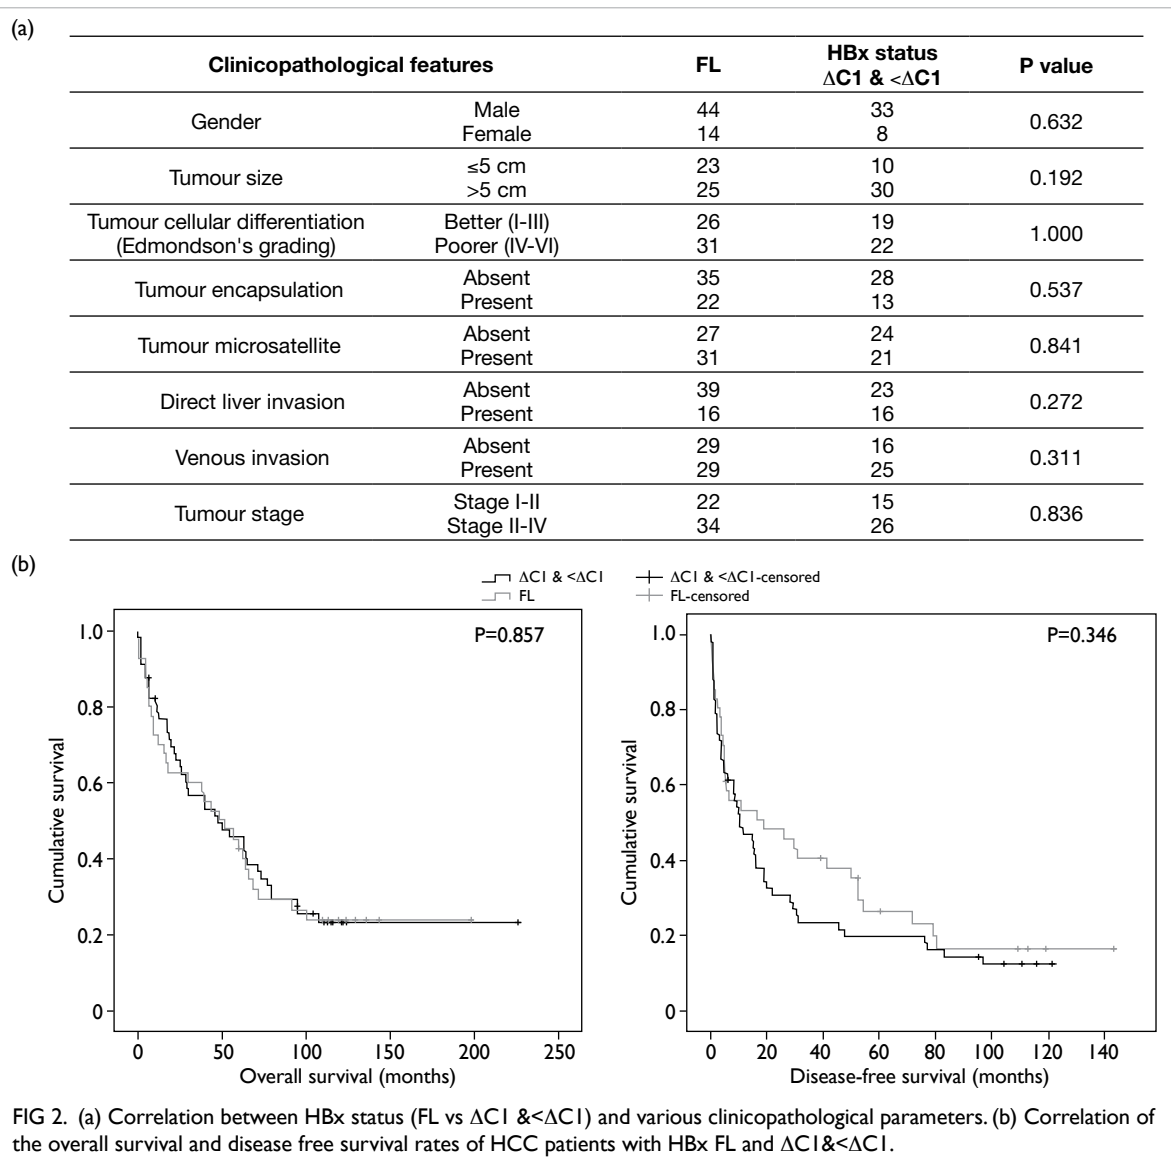 (a)
Clinicopathological features FL HBx status P value
ΔC1 & <ΔC1
Gender Male 44 33 0.632
Female 14 8
Tumour size ≤5 cm 23 10 0.192
>5 cm 25 30
Tumour cellular differentiation Better (I-III) 26 19 1.000
(Edmondson's grading) Poorer (IV-VI) 31 22
Tumour encapsulation Absent 35 28 0.537
Present 22 13
Tumour microsatellite Absent 27 24 0.841
Present 31 21
Direct liver invasion Absent 39 23 0.272
Present 16 16
Venous invasion Absent 29 16 0.311
Present 29 25
Tumour stage Stage I-II 22 15 0.836
Stage II-IV 34 26
(b)
ΔC1 & <ΔC1 ΔC1 & <ΔC1-censored
FL FL-censored
P=0.857
1.0
0.8
0.6
0.4
0.2
0
Cumulative survival
0 50 100 150 200 250
Overall survival (months)
P=0.346
1.0
0.8
0.6
0.4
0.2
0
Cumulative survival
0 20 40 60 80 100 120 140
Disease-free survival (months)
FIG 2. (a) Correlation between HBx status (FL vs ΔC1 &<ΔC1) and various clinicopathological parameters. (b) Correlation of
the overall survival and disease free survival rates of HCC patients with HBx FL and ΔC1&<ΔC1.